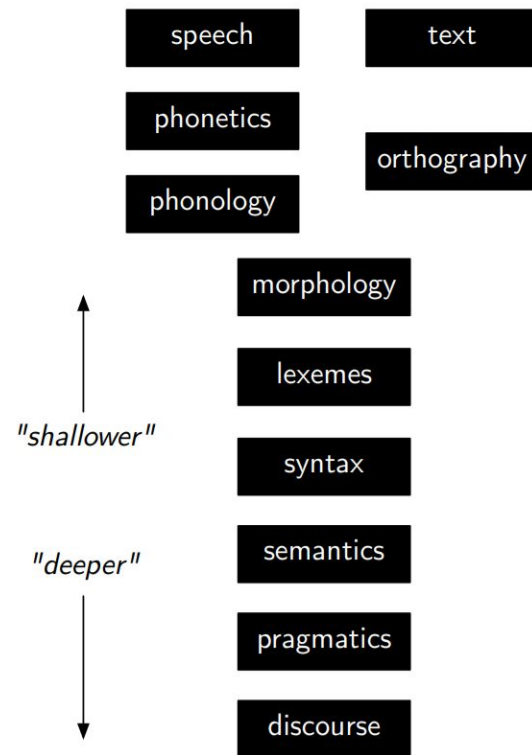 speech
text
phonetics
orthography
phonology
morphology
lexemes
"shallower"
syntax
semantics
"deeper"
pragmatics
discourse